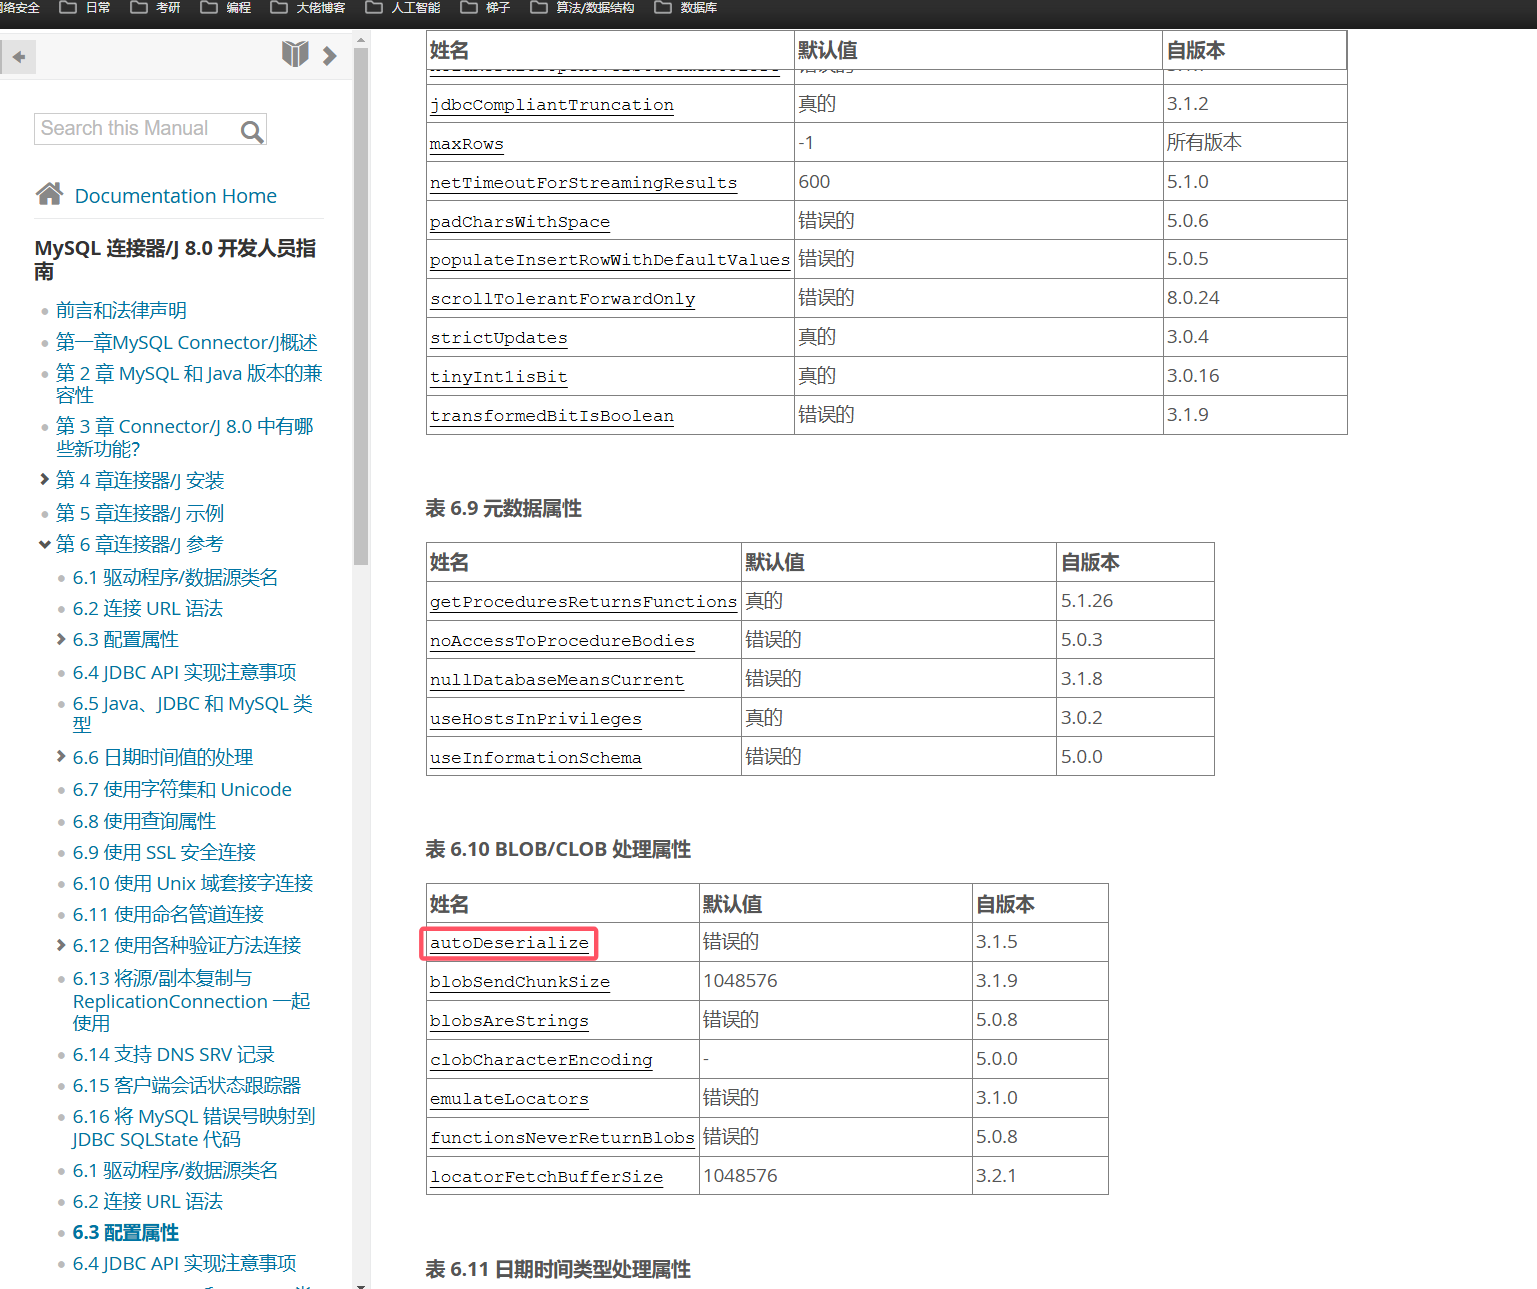 日常 考研 编程 大佬博客 人工智能 梯子 算法/数据结构 数据库
Search this Manual
Documentation Home
MySQL 连接器/J 8.0 开发人员指
南
前言和法律声明
第一章MySQL Connector/J概述
第 2 章 MySQL 和 Java 版本的兼
容性
第 3 章 Connector/J 8.0 中有哪
些新功能?
第 4 章连接器/J 安装
第 5 章连接器/J 示例
第 6 章连接器/J 参考
6.1 驱动程序/数据源类名
6.2 连接 URL 语法
6.3 配置属性
6.4 JDBC API 实现注意事项
6.5 Java、JDBC 和 MySQL 类
型
6.6 日期时间值的处理
6.7 使用字符集和 Unicode
6.8 使用查询属性
6.9 使用 SSL 安全连接
6.10 使用 Unix 域套接字连接
6.11 使用命名管道连接
6.12 使用各种验证方法连接
6.13 将源/副本复制与
ReplicationConnection 一起
使用
6.14 支持 DNS SRV 记录
6.15 客户端会话状态跟踪器
6.16 将 MySQL 错误号映射到
JDBC SQLState 代码
6.1 驱动程序/数据源类名
6.2 连接 URL 语法
6.3 配置属性
6.4 JDBC API 实现注意事项
姓名 默认值 自版本
jdbcCompliantTruncation 真的 3.1.2
maxRows -1 所有版本
netTimeoutForStreamingResults 600 5.1.0
padCharsWithSpace 错误的 5.0.6
populateInsertRowWithDefaultValues 错误的 5.0.5
scrollTolerantForwardOnly 错误的 8.0.24
strictUpdates 真的 3.0.4
tinyInt1isBit 真的 3.0.16
transformedBitIsBoolean 错误的 3.1.9
表 6.9 元数据属性
姓名 默认值 自版本
getProceduresReturnsFunctions 真的 5.1.26
noAccessToProcedureBodies 错误的 5.0.3
nullDatabaseMeansCurrent 错误的 3.1.8
useHostsInPrivileges 真的 3.0.2
useInformationSchema 错误的 5.0.0
表 6.10 BLOB/CLOB 处理属性
姓名 默认值 自版本
autoDeserialize 错误的 3.1.5
blobSendChunkSize 1048576 3.1.9
blobsAreStrings 错误的 5.0.8
clobCharacterEncoding - 5.0.0
emulateLocators 错误的 3.1.0
functionsNeverReturnBlobs 错误的 5.0.8
locatorFetchBufferSize 1048576 3.2.1
表 6.11 日期时间类型处理属性